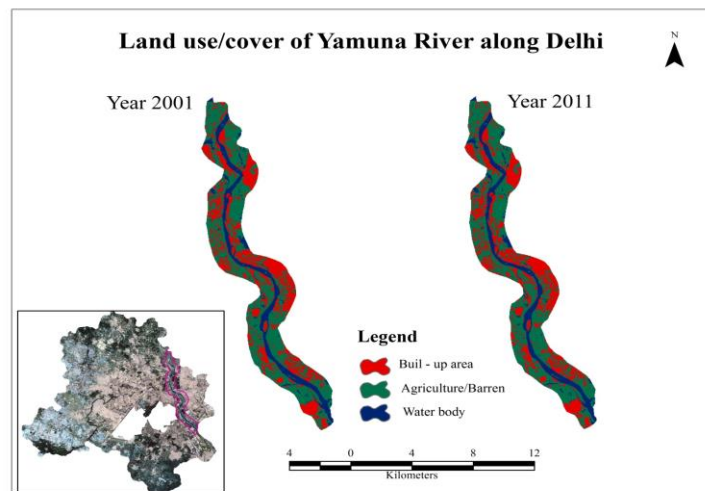 Land use/cover of Yamuna River along Delhi
N
Year 2001
Year 2011
Legend
Buil - up area
Agriculture/Barren
Water body
4 0 4 8 12
Kilometers